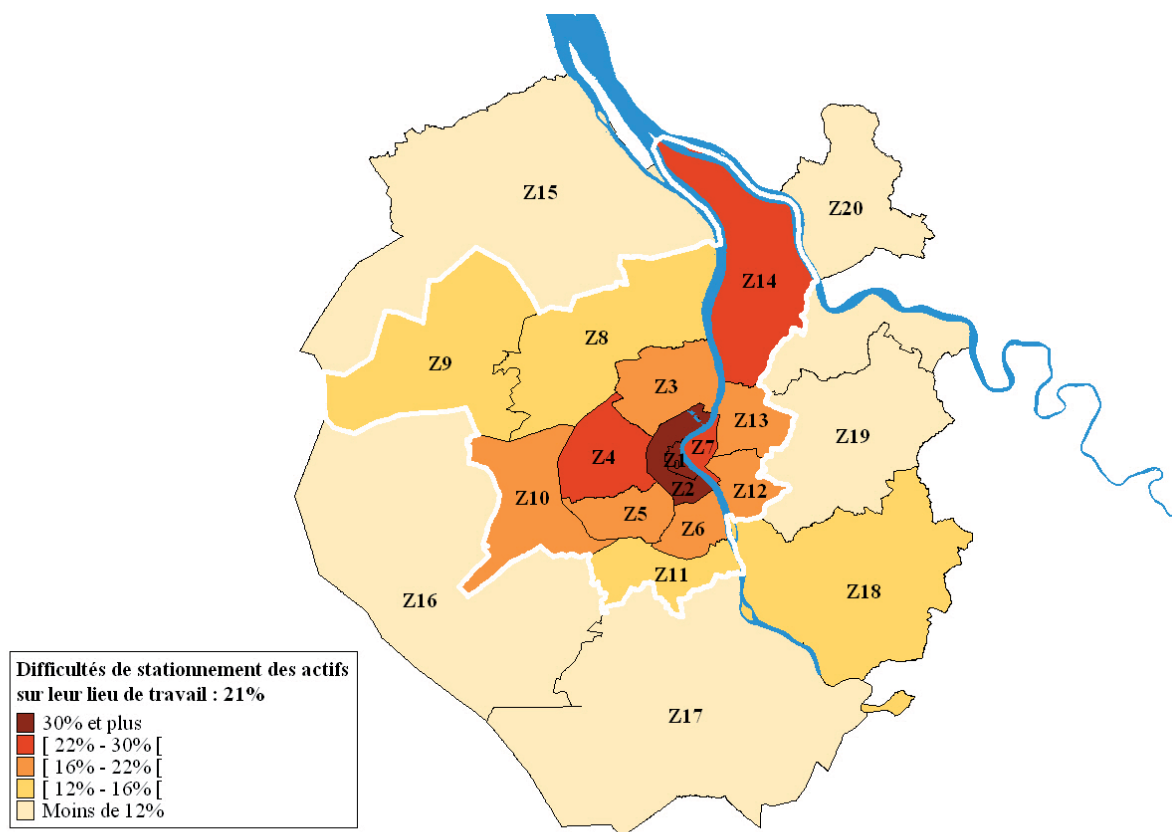 Z15
Z20
Z14
Z8
Z9
Z3
Z13
Z19
Z4
Z1
Z7
Z2
Z12
Z10
Z5
Z6
Z11
Z18
Z16
Z17
Difficultés de stationnement des actifs
sur leur lieu de travail : 21%
30% et plus
[ 22% - 30% [
[ 16% - 22% [
[ 12% - 16% [
Moins de 12%